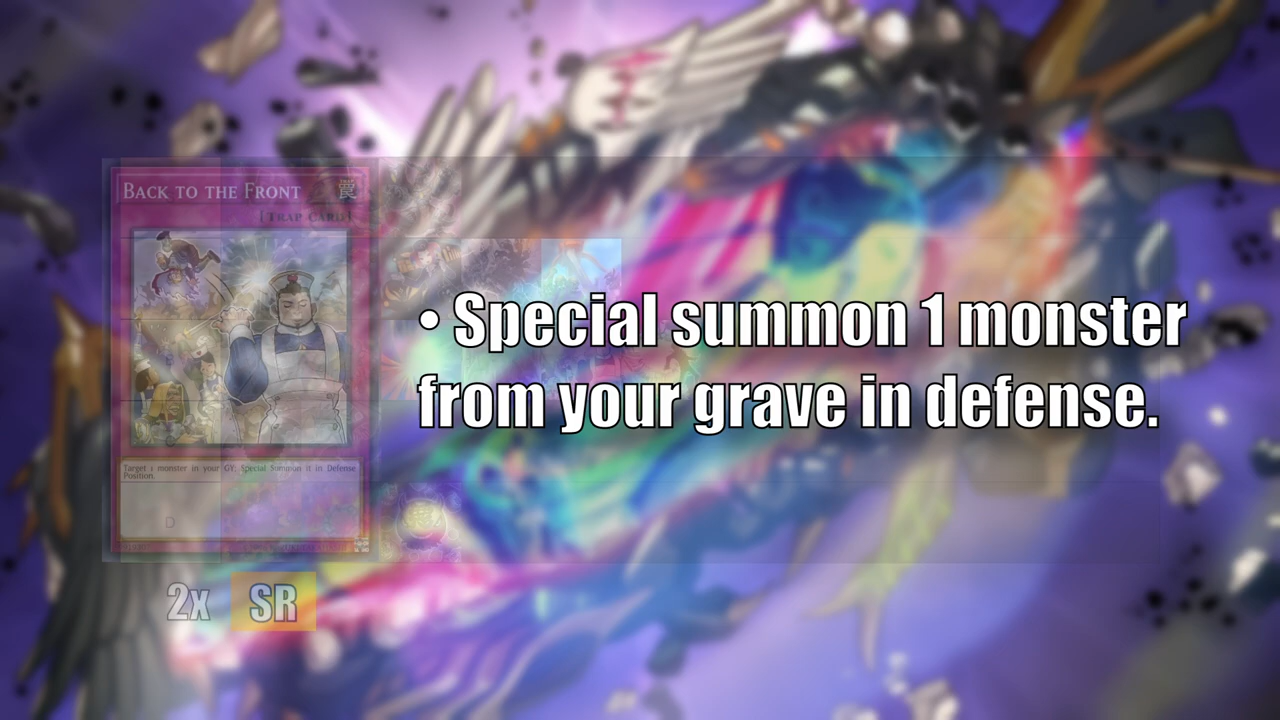 BACK TO THE FRONT 罠
[TRAP CARD]
• Special summon 1 monster
from your grave in defense.
Target 1 monster in your GY; Special Summon it in Defense
Position.
D
2x SR